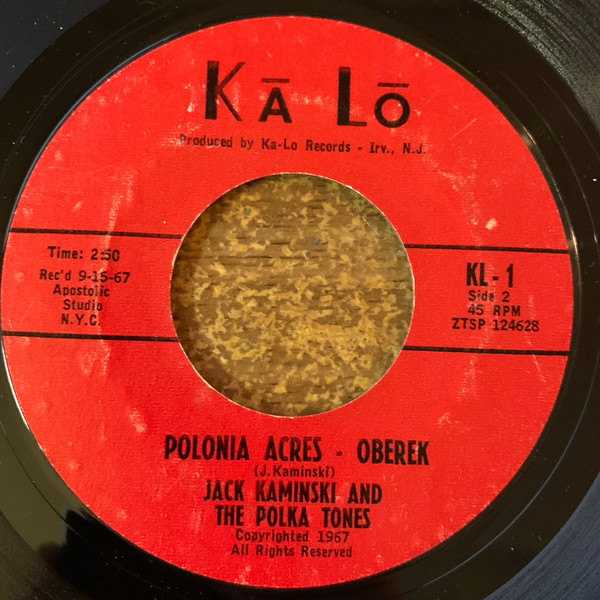 Kā Lō
Produced by Ka-Lo Records - Irv., N.J.
Time: 2:50
Rec'd 9-15-67
Apostolic
Studio
N.Y.C.
KL-1
Side 2
45 RPM
ZTSP 124628
POLONIA ACRES - OBEREK
(J. Kaminski)
JACK KAMINSKI AND
THE POLKA TONES
Copyrighted 1967
All Rights Reserved